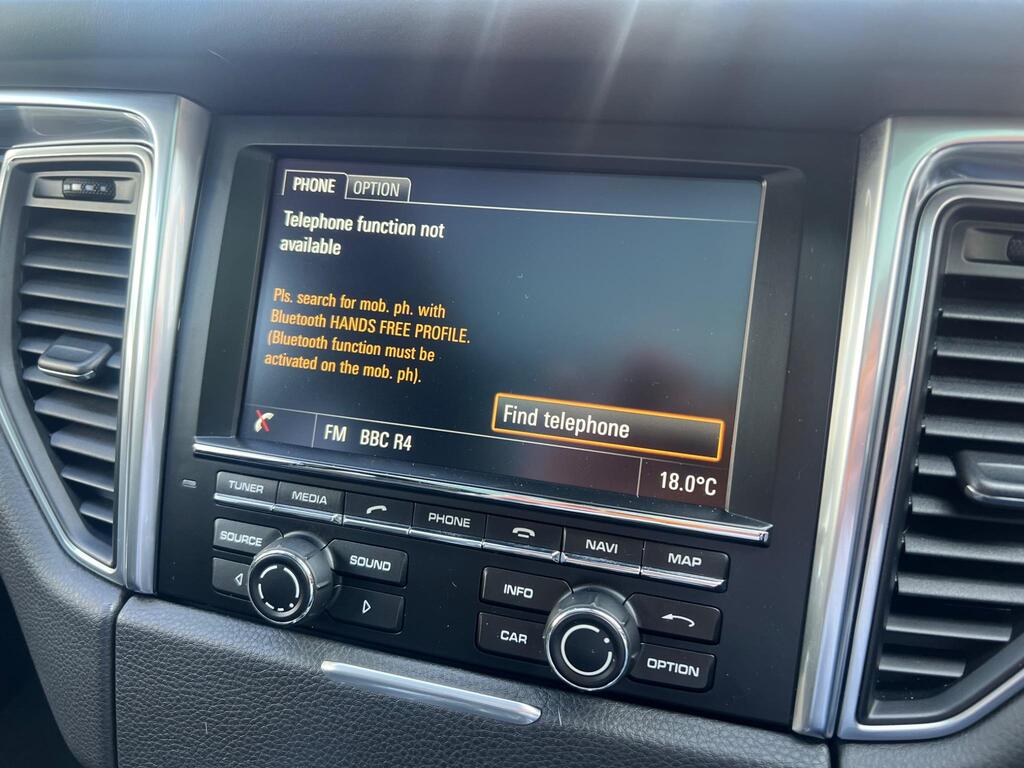 PHONE OPTION
Telephone function not
available
Pls. search for mob. ph. with
Bluetooth HANDS FREE PROFILE.
(Bluetooth function must be
activated on the mob. ph).
Find telephone
FM BBC R4
18.0°C
TUNER MEDIA PHONE NAVI MAP
SOURCE SOUND INFO
CAR OPTION